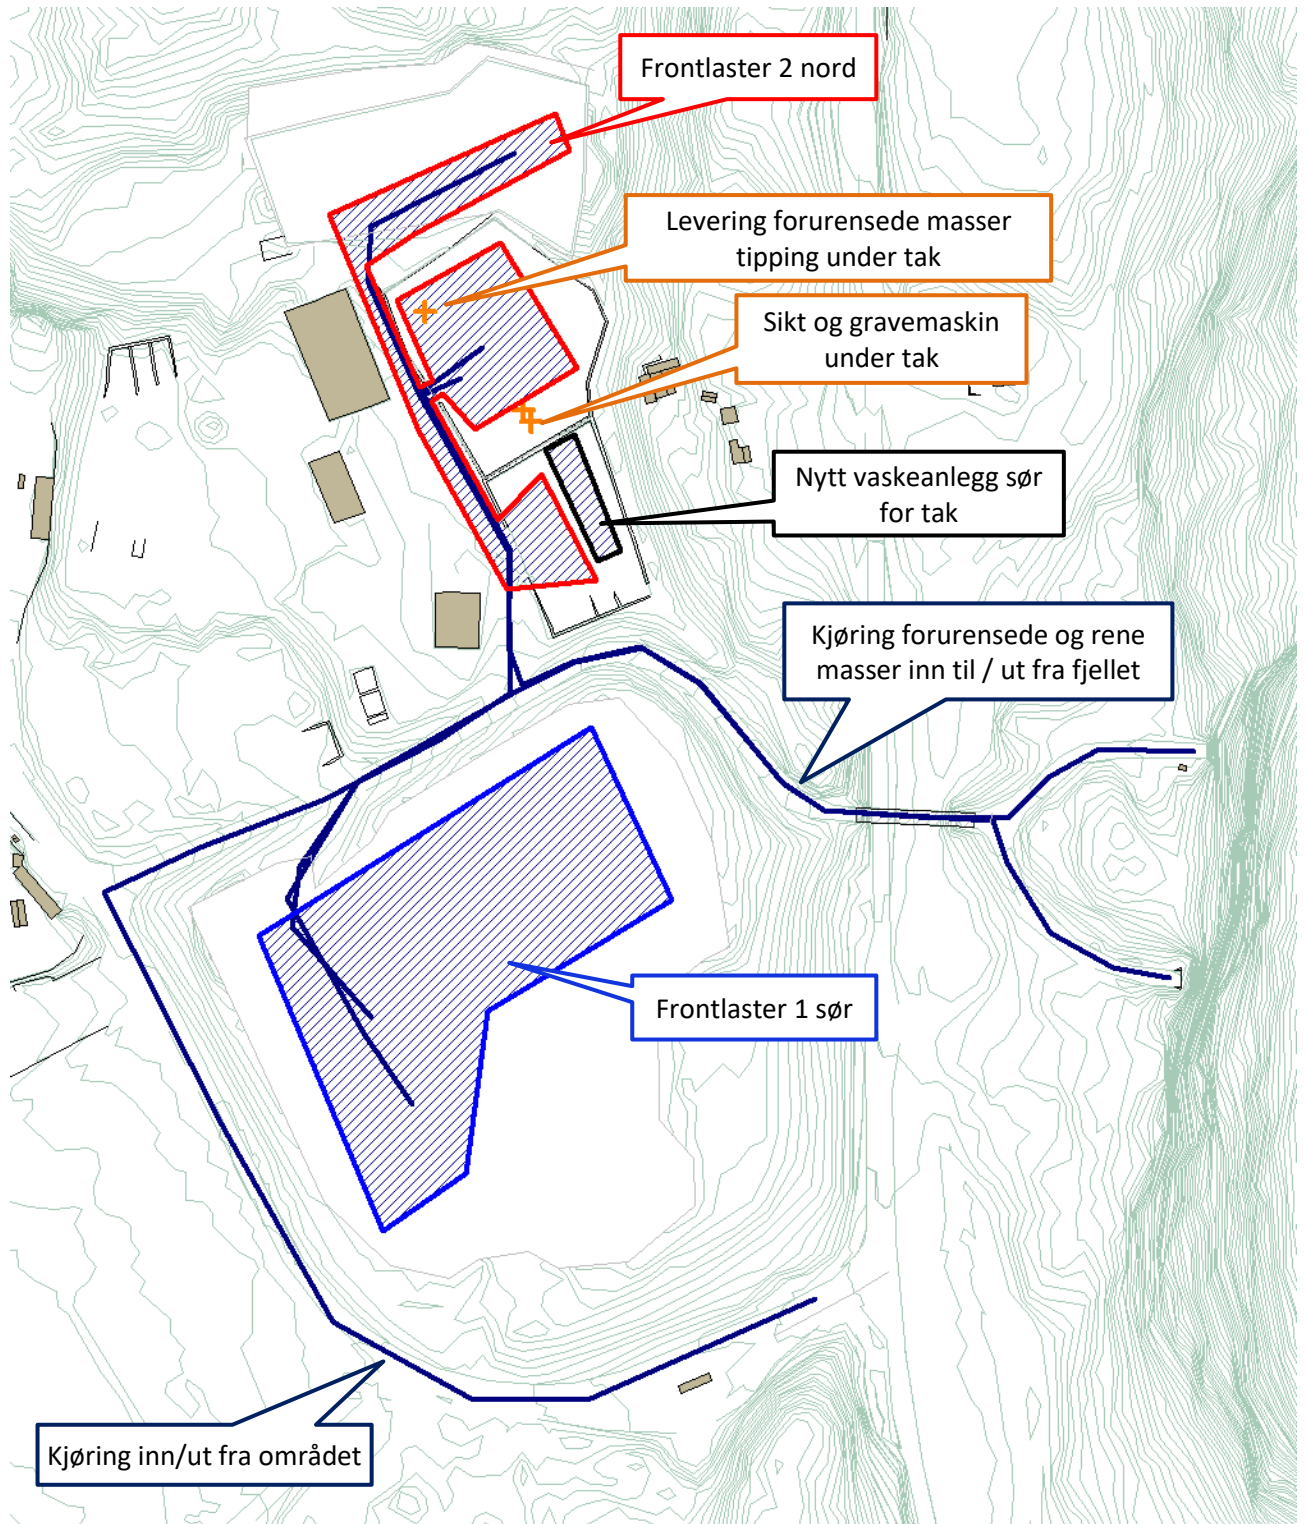 Frontlaster 2 nord
Levering forurensede masser
tipping under tak
Sikt og gravemaskin
under tak
Nytt vaskeanlegg sør
for tak
Kjøring forurensede og rene
masser inn til / ut fra fjellet
Frontlaster 1 sør
Kjøring inn/ut fra området